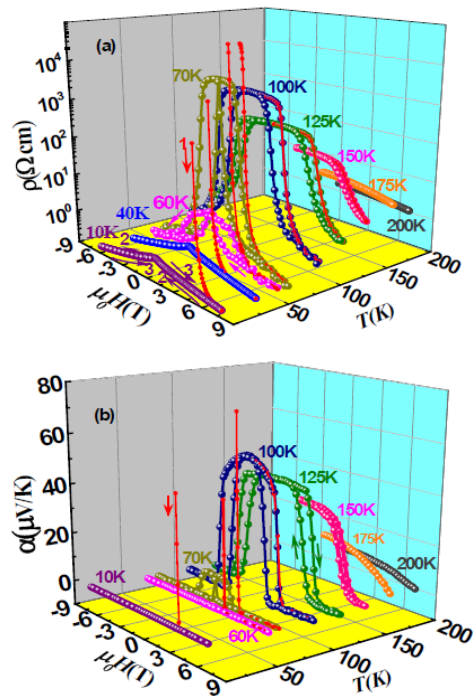 (a)
10⁴
10³
10²
10¹
10⁰
ρ(Ω cm)
70K
100K
125K
150K
175K
200K
1
60K
40K
10K
2
3
2
3
-9
-6
-3
0
3
6
9
μ₀H(T)
50
100
150
200
T(K)
(b)
80
60
40
20
0
α(μV/K)
100K
125K
150K
175K
200K
70K
10K
60K
-9
-6
-3
0
3
6
9
μ₀H(T)
50
100
150
200
T(K)